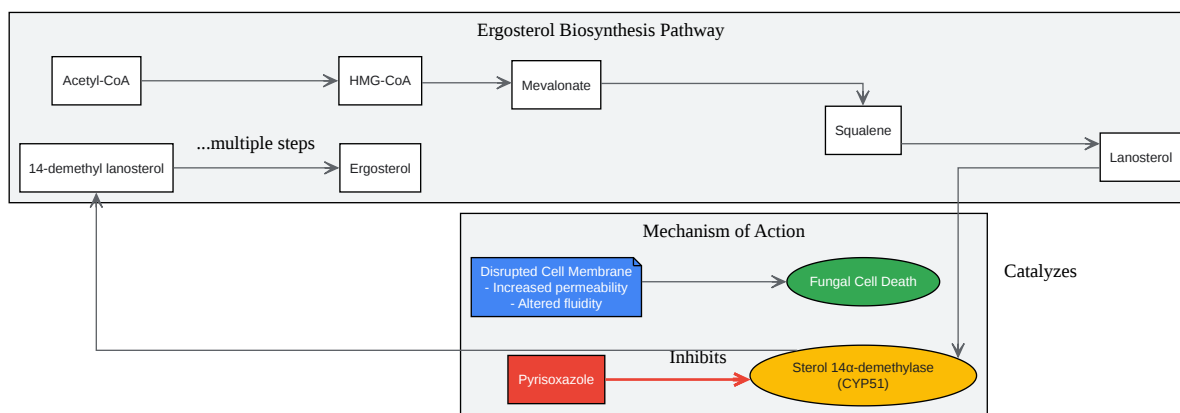 Ergosterol Biosynthesis Pathway
Acetyl-CoA
HMG-CoA
Mevalonate
Squalene
Lanosterol
14-demethyl lanosterol
...multiple steps
Ergosterol
Mechanism of Action
Disrupted Cell Membrane
- Increased permeability
- Altered fluidity
Fungal Cell Death
Catalyzes
Pyrisoxazole
Inhibits
Sterol 14α-demethylase
(CYP51)